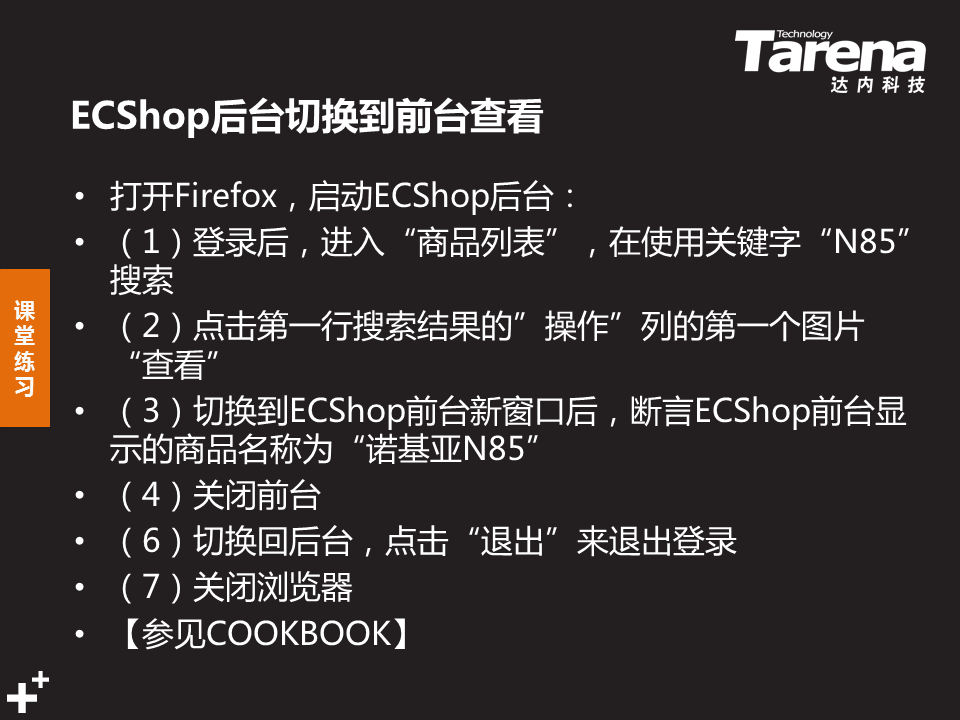 Technology
Tarena
达内科技
ECShop后台切换到前台查看
• 打开Firefox，启动ECShop后台：
• （1）登录后，进入“商品列表”，在使用关键字“N85”
搜索
• （2）点击第一行搜索结果的”操作”列的第一个图片
“查看”
• （3）切换到ECShop前台新窗口后，断言ECShop前台显
示的商品名称为“诺基亚N85”
• （4）关闭前台
• （6）切换回后台，点击“退出”来退出登录
• （7）关闭浏览器
• 【参见COOKBOOK】
课
堂
练
习